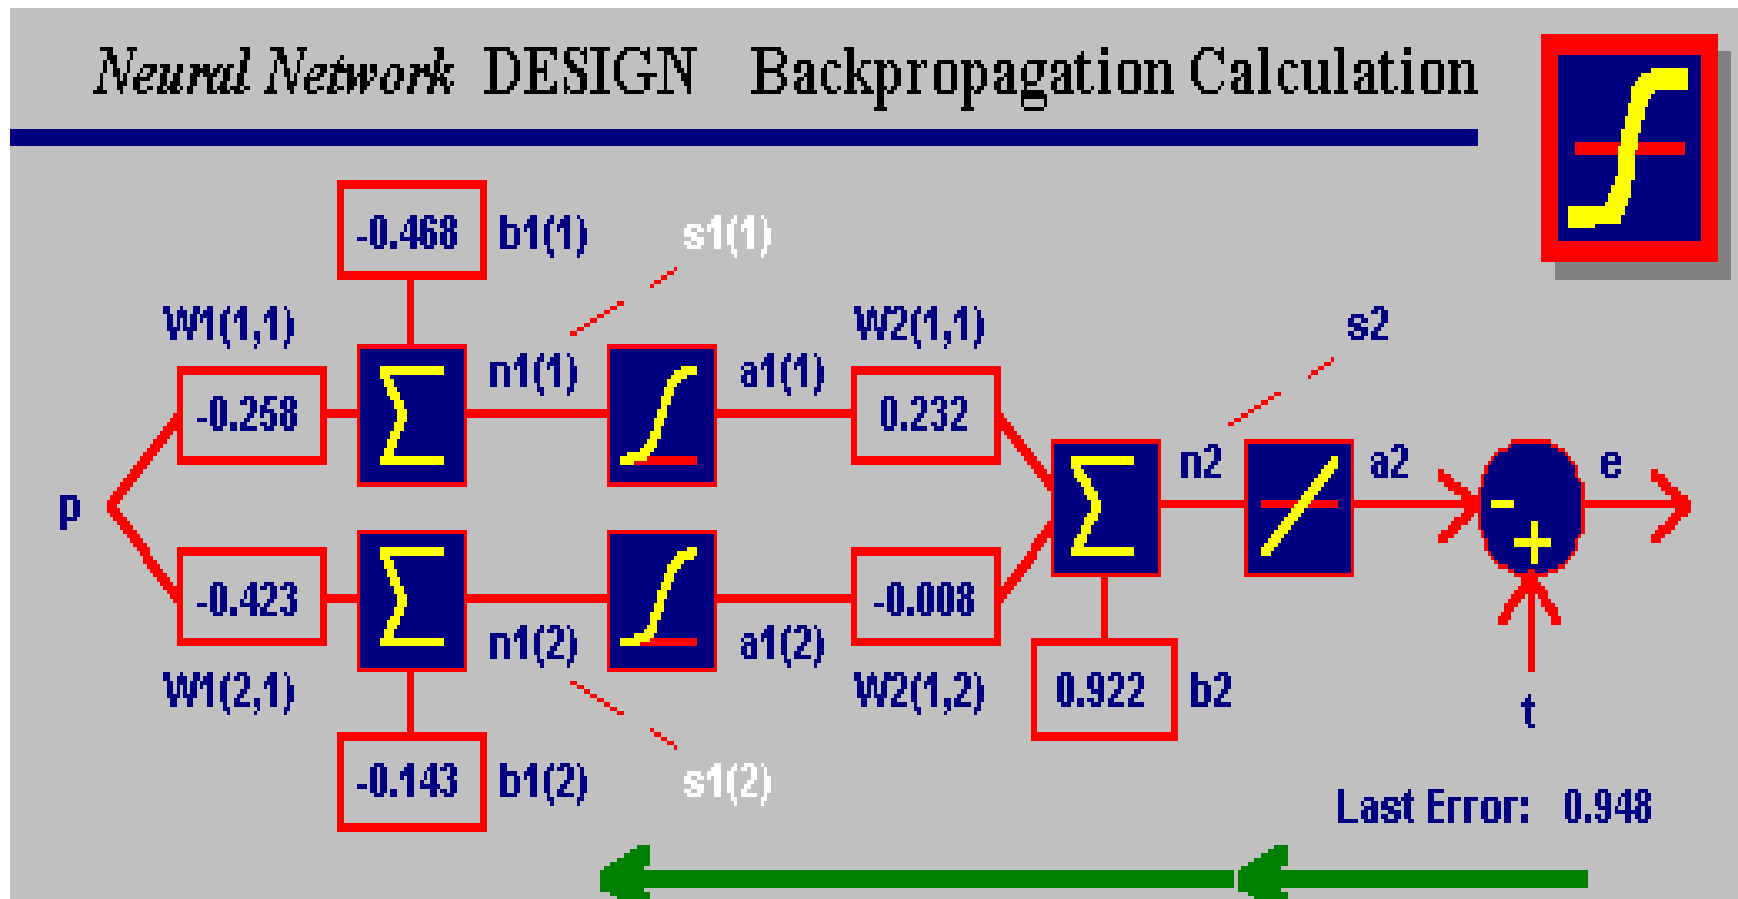 Neural Network DESIGN Backpropagation Calculation
-0.468 b1(1) s1(1)
W1(1,1) W2(1,1) s2
n1(1) a1(1)
-0.258 0.232
n2 a2 - e
p +
-0.423 -0.008
n1(2) a1(2)
W1(2,1) W2(1,2) 0.922 b2 t
-0.143 b1(2) s1(2)
Last Error: 0.948